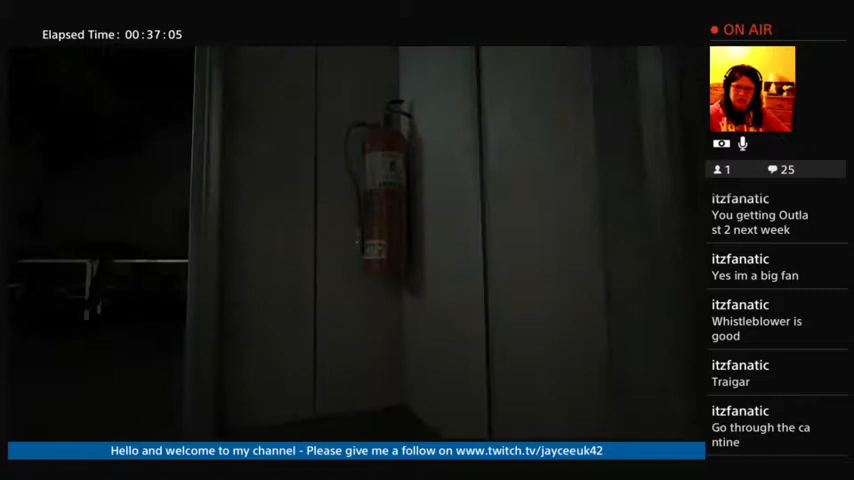 Elapsed Time: 00:37:05
ON AIR
1
25
itzfanatic
You getting Outla
st 2 next week
itzfanatic
Yes im a big fan
itzfanatic
Whistleblower is
good
itzfanatic
Traigar
itzfanatic
Go through the ca
ntine
Hello and welcome to my channel - Please give me a follow on www.twitch.tv/jayceeuk42